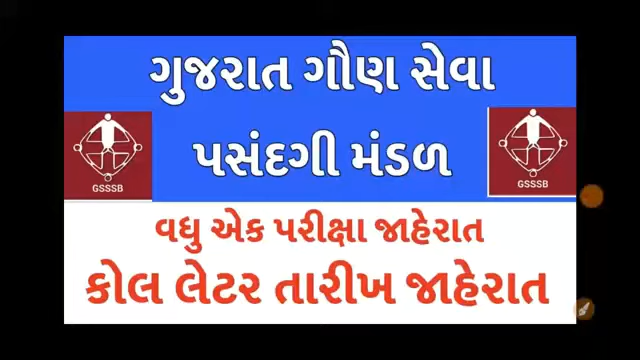 ગુજરાત ગૌણ સેવા
પસંદગી મંડળ
GSSSB
GSSSB
વધુ એક પરીક્ષા જાહેરાત
કોલ લેટર તારીખ જાહેરાત